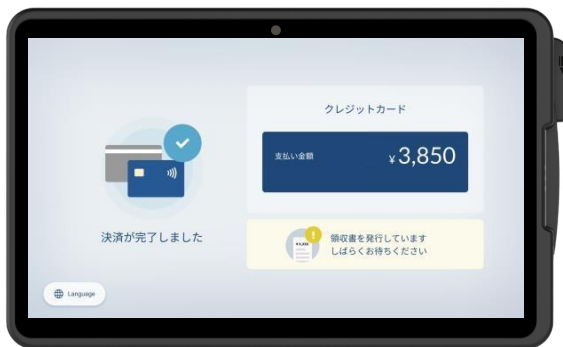 決済が完了しました
Language
クレジットカード
支払い金額
¥3,850
領収書を発行しています
しばらくお待ちください